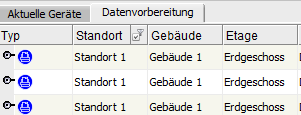 Aktuelle Geräte Datenvorbereitung
Typ Standort Gebäude Etage
Standort 1 Gebäude 1 Erdgeschoss
Standort 1 Gebäude 1 Erdgeschoss
Standort 1 Gebäude 1 Erdgeschoss